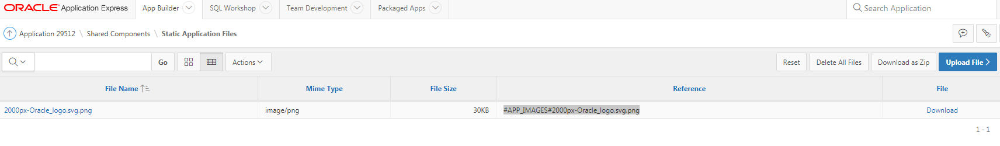 ORACLE Application Express App Builder SQL Workshop Team Development Packaged Apps Search Application
Application 29512 \ Shared Components \ Static Application Files
Go Actions Reset Delete All Files Download as Zip Upload File
File Name Mime Type File Size Reference File
2000px-Oracle_logo.svg.png image/png 30KB #APP_IMAGES#2000px-Oracle_logo.svg.png Download
1 - 1